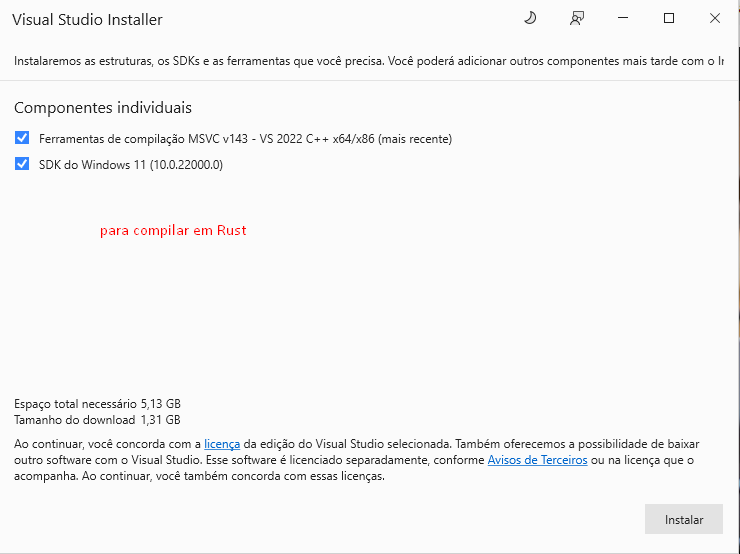 Visual Studio Installer
Instalaremos as estruturas, os SDKs e as ferramentas que você precisa. Você poderá adicionar outros componentes mais tarde com o
Componentes individuais
Ferramentas de compilação MSVC v143 - VS 2022 C++ x64/x86 (mais recente)
SDK do Windows 11 (10.0.22000.0)
para compilar em Rust
Espaço total necessário 5,13 GB
Tamanho do download 1,31 GB
Ao continuar, você concorda com a licença da edição do Visual Studio selecionada. Também oferecemos a possibilidade de baixar
outro software com o Visual Studio. Esse software é licenciado separadamente, conforme Avisos de Terceiros ou na licença que o
acompanha. Ao continuar, você também concorda com essas licenças.
Instalar